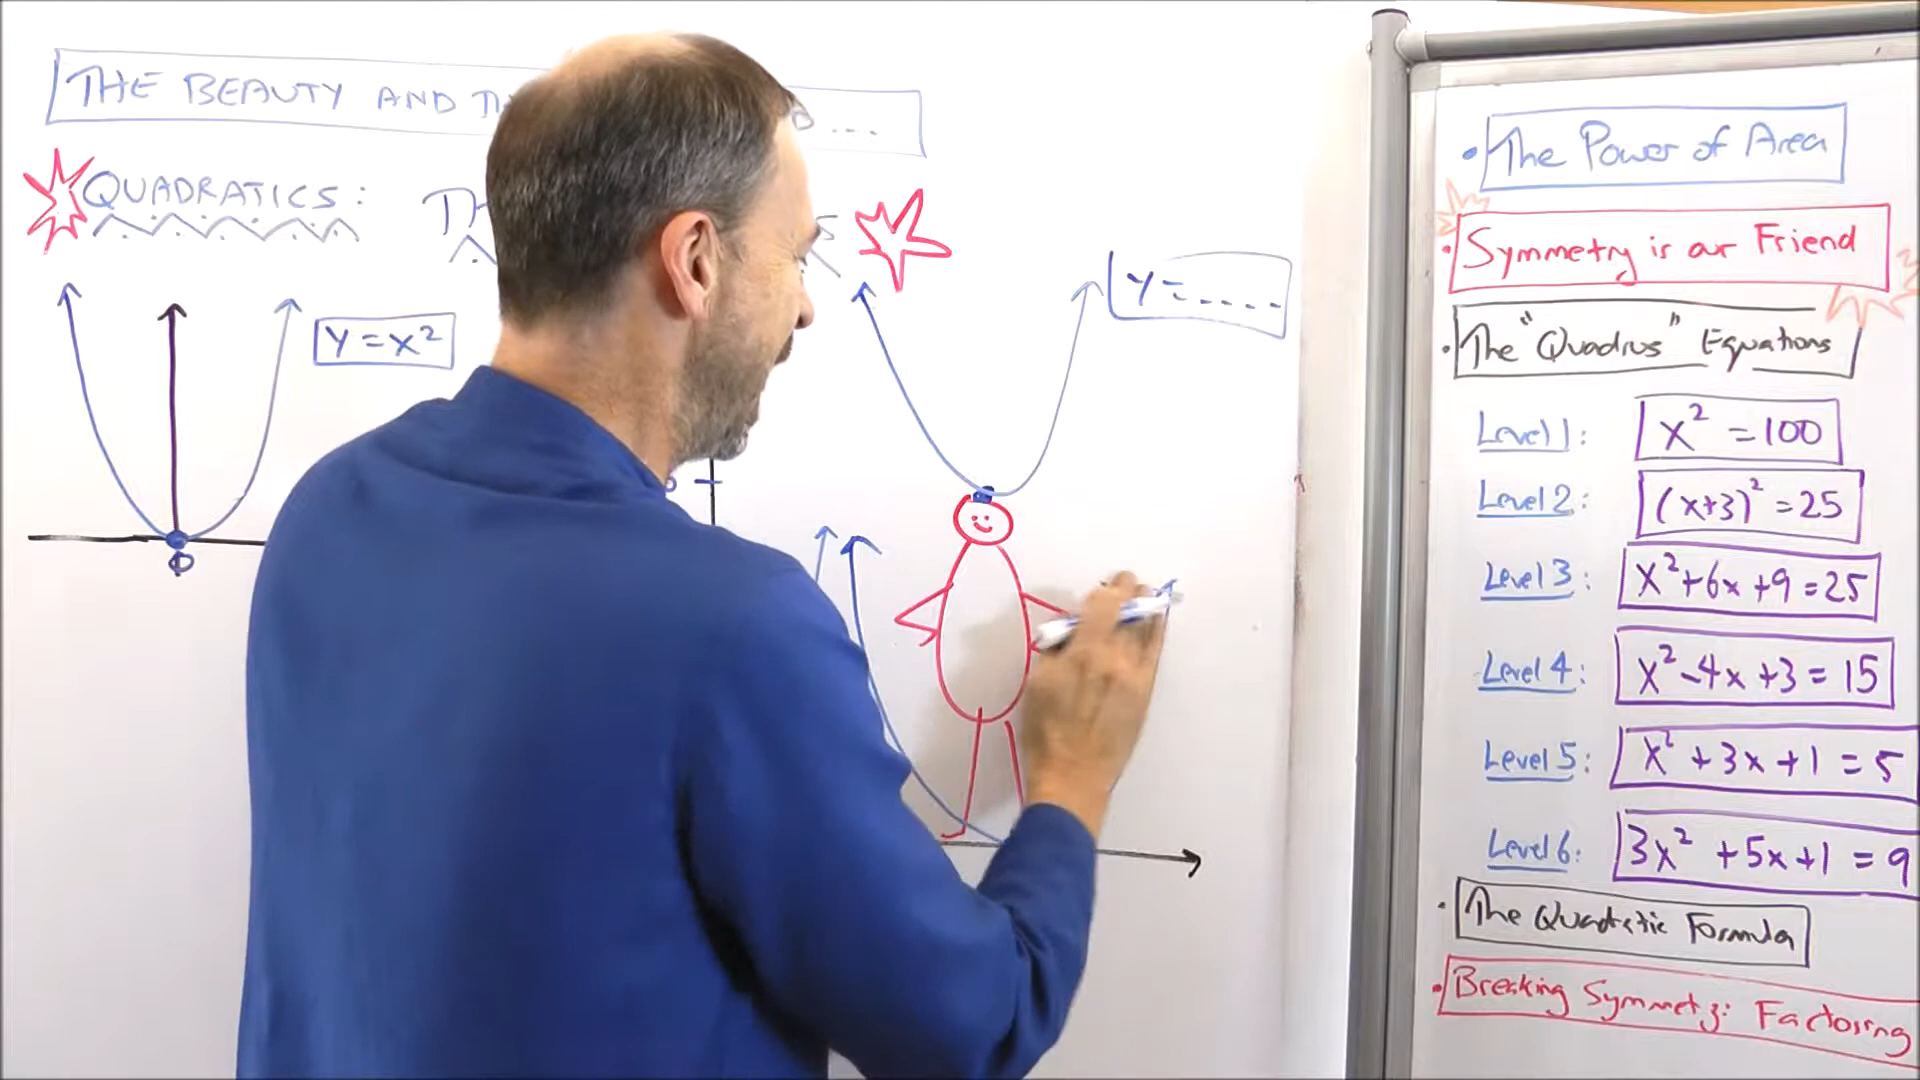 THE BEAUTY AND
....
QUADRATICS:
y = x²
0
y = ----
• The Power of Area
• Symmetry is our Friend
• The "Quadrus" Equations
Level 1: x² = 100
Level 2: (x+3)² = 25
Level 3: x²+6x+9=25
Level 4: x²-4x+3=15
Level 5: x²+3x+1=5
Level 6: 3x²+5x+1=9
• The Quadratic Formula
• Breaking Symmetry: Factoring